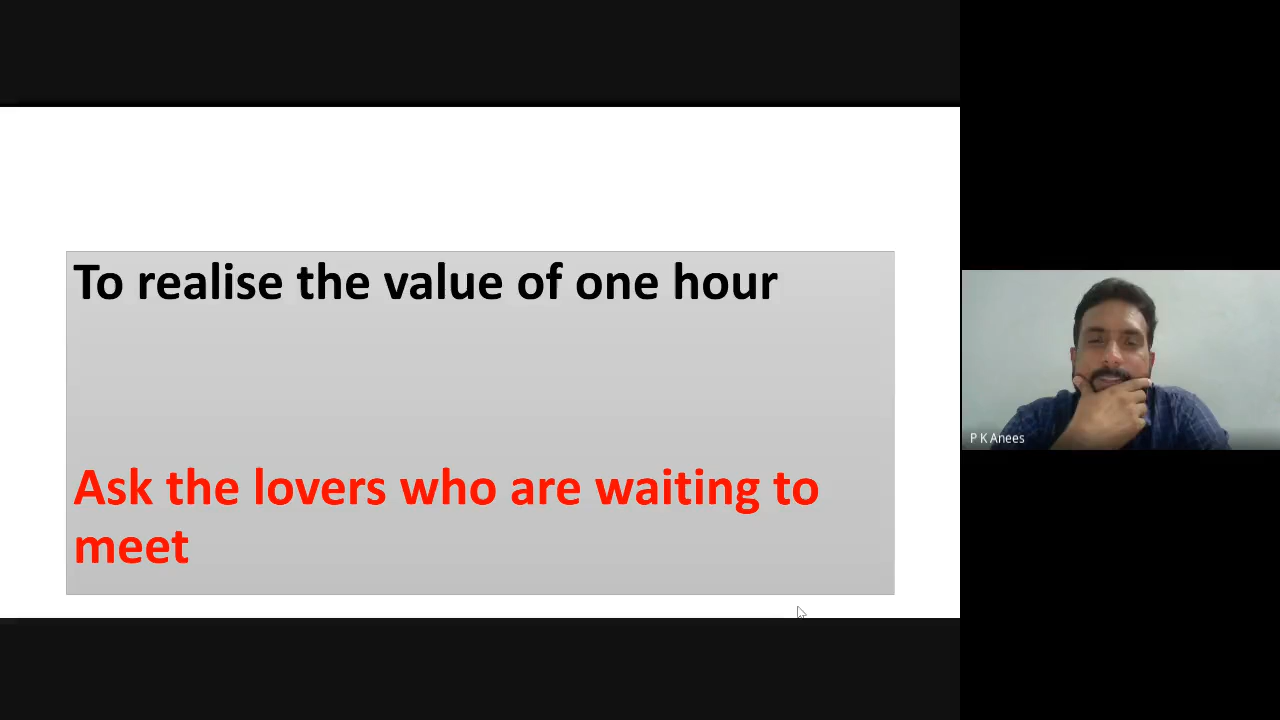 To realise the value of one hour
Ask the lovers who are waiting to
meet
P K Anees